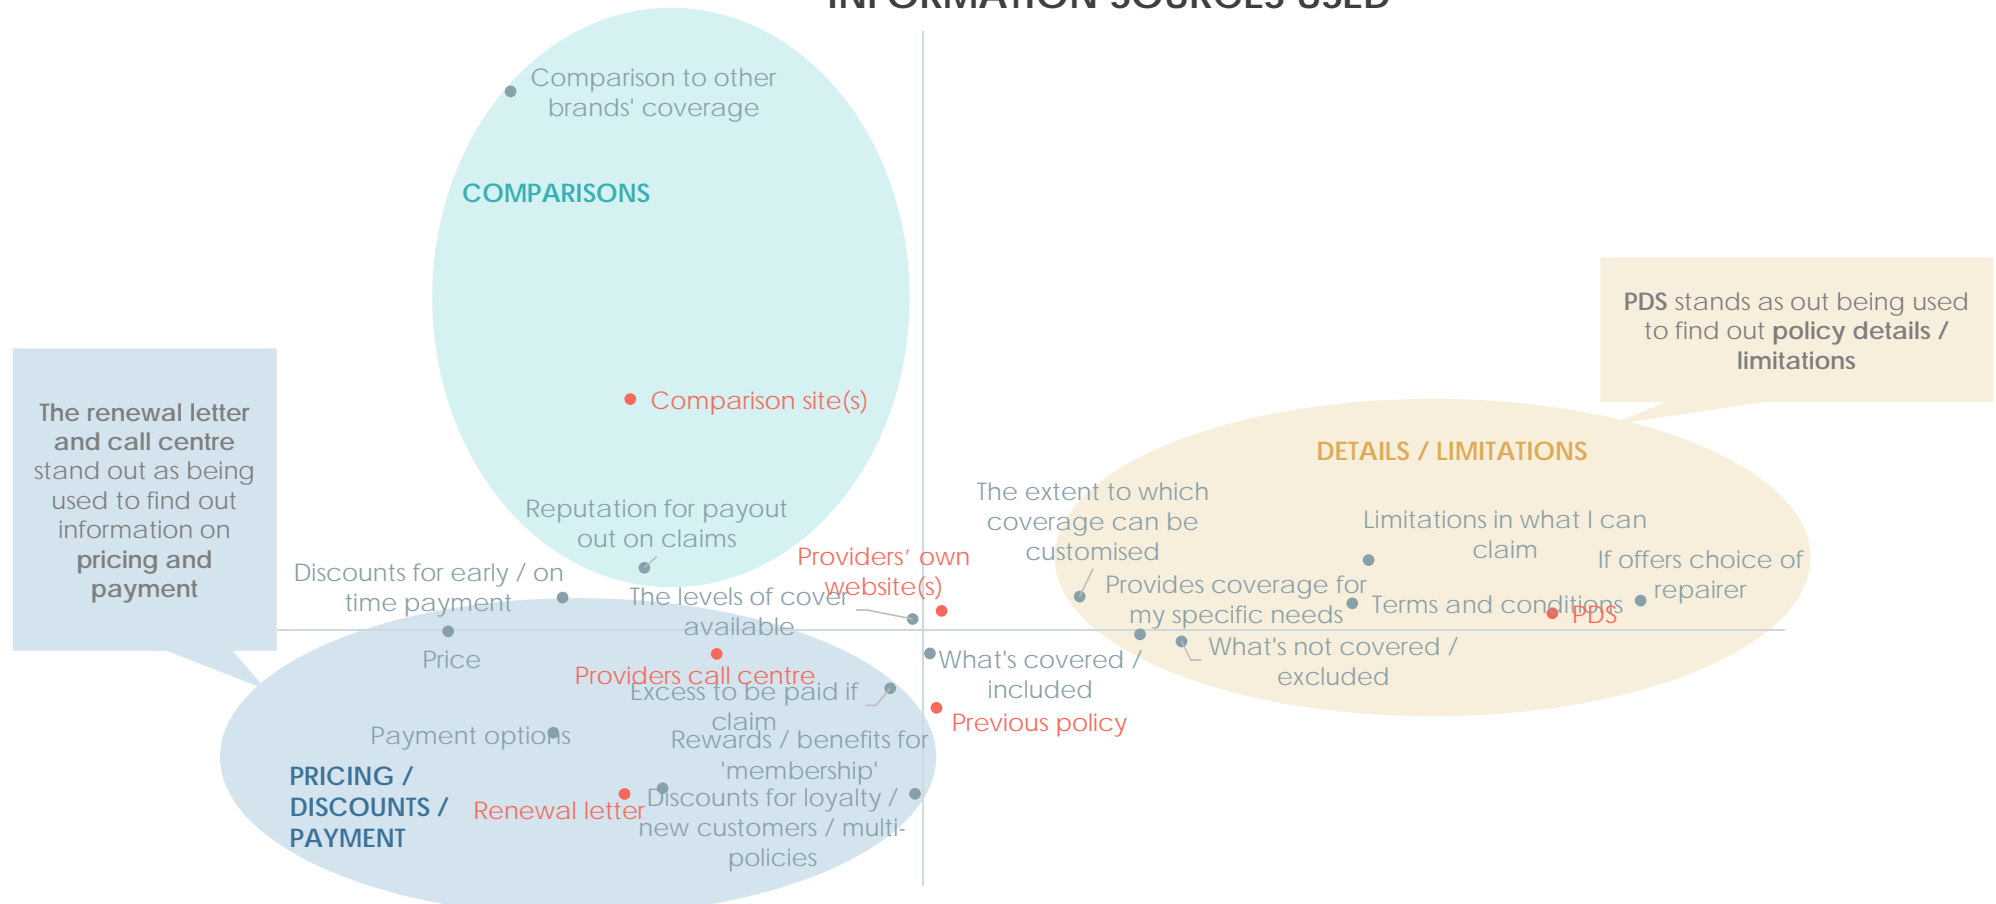 INFORMATION SOURCES USED
Comparison to other
brands' coverage
COMPARISONS
Comparison site(s)
Reputation for payout
out on claims
PDS stands as out being used
to find out policy details /
limitations
The renewal letter
and call centre
stand out as being
used to find out
information on
pricing and
payment
DETAILS / LIMITATIONS
The extent to which
coverage can be
customised
Limitations in what I can
claim
If offers choice of
repairer
Provides coverage for
my specific needs
Terms and conditions
PDS
What's not covered /
excluded
Providers' own
website(s)
The levels of cover
available
Discounts for early / on
time payment
Price
Providers call centre
Excess to be paid if
claim
What's covered /
included
Previous policy
Payment options
Rewards / benefits for
'membership'
PRICING /
DISCOUNTS /
PAYMENT
Renewal letter
Discounts for loyalty /
new customers / multi-
policies